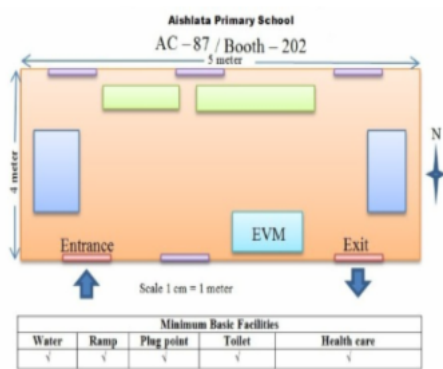 Aishlata Primary School
AC – 87 / Booth – 202
5 meter
4 meter
N
EVM
Entrance
Exit
Scale 1 cm = 1 meter
Minimum Basic Facilities
Water Ramp Plug point Toilet Health care
√ √ √ √ √